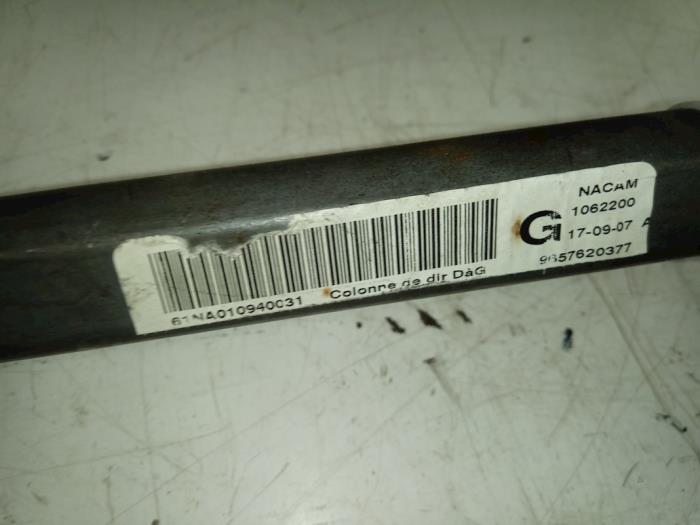 NACAM
1062200
G
17-09-07 A
9657620377
61NA010940031 Colonne de dir DàG